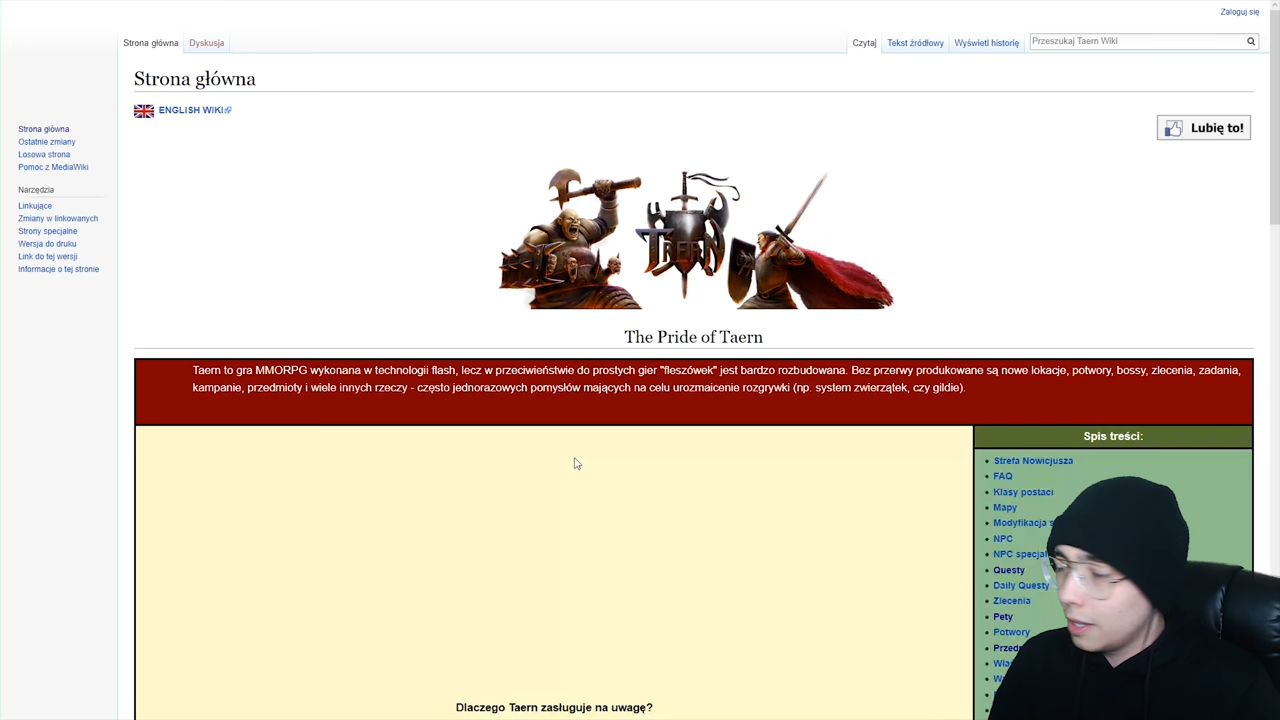 Zaloguj się
Strona główna
Dyskusja
Czytaj
Tekst źródłowy
Wyświetl historię
Przeszukaj Taern Wiki
Strona główna
ENGLISH WIKI
Lubię to!
Strona główna
Ostatnie zmiany
Losowa strona
Pomoc z MediaWiki
Narzędzia
Linkujące
Zmiany w linkowanych
Strony specjalne
Wersja do druku
Link do tej wersji
Informacje o tej stronie
TAERN
The Pride of Taern
Taern to gra MMORPG wykonana w technologii flash, lecz w przeciwieństwie do prostych gier "fleszówek" jest bardzo rozbudowana. Bez przerwy produkowane są nowe lokacje, potwory, bossy, zlecenia, zadania,
kampanie, przedmioty i wiele innych rzeczy - często jednorazowych pomysłów mających na celu urozmaicenie rozgrywki (np. system zwierzątek, czy gildie).
Spis treści:
Strefa Nowicjusza
FAQ
Klasy postaci
Mapy
Modyfikacja
NPC
NPC
Questy
Daily Questy
Zlecenia
Pety
Potwory
Dlaczego Taern zasługuje na uwagę?